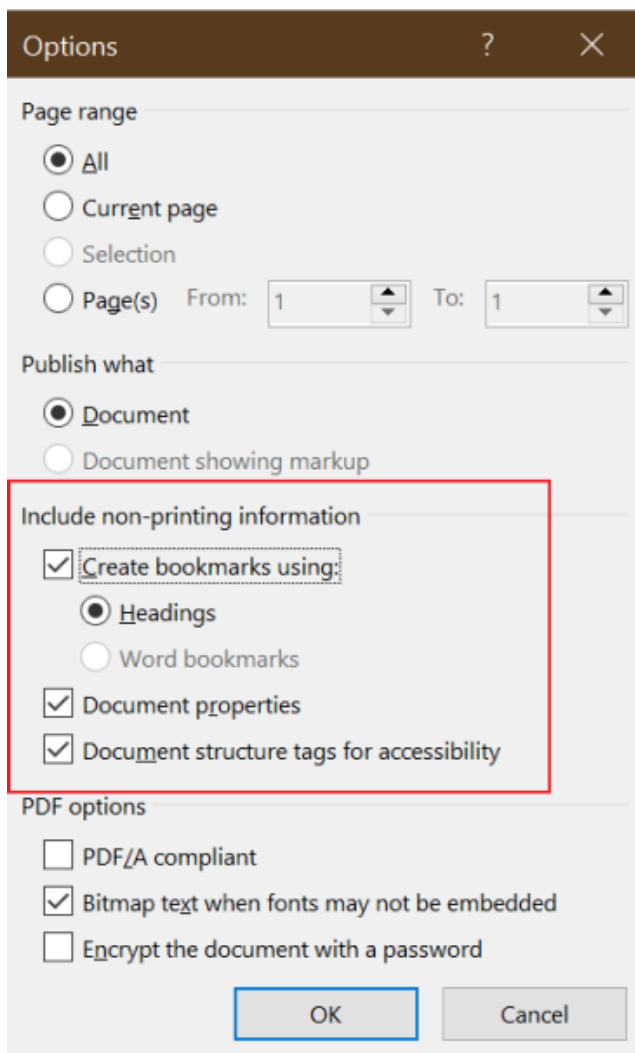 Options ?
Page range
All
Current page
Selection
Page(s) From: 1 To: 1
Publish what
Document
Document showing markup
Include non-printing information
Create bookmarks using:
Headings
Word bookmarks
Document properties
Document structure tags for accessibility
PDF options
PDF/A compliant
Bitmap text when fonts may not be embedded
Encrypt the document with a password
OK Cancel